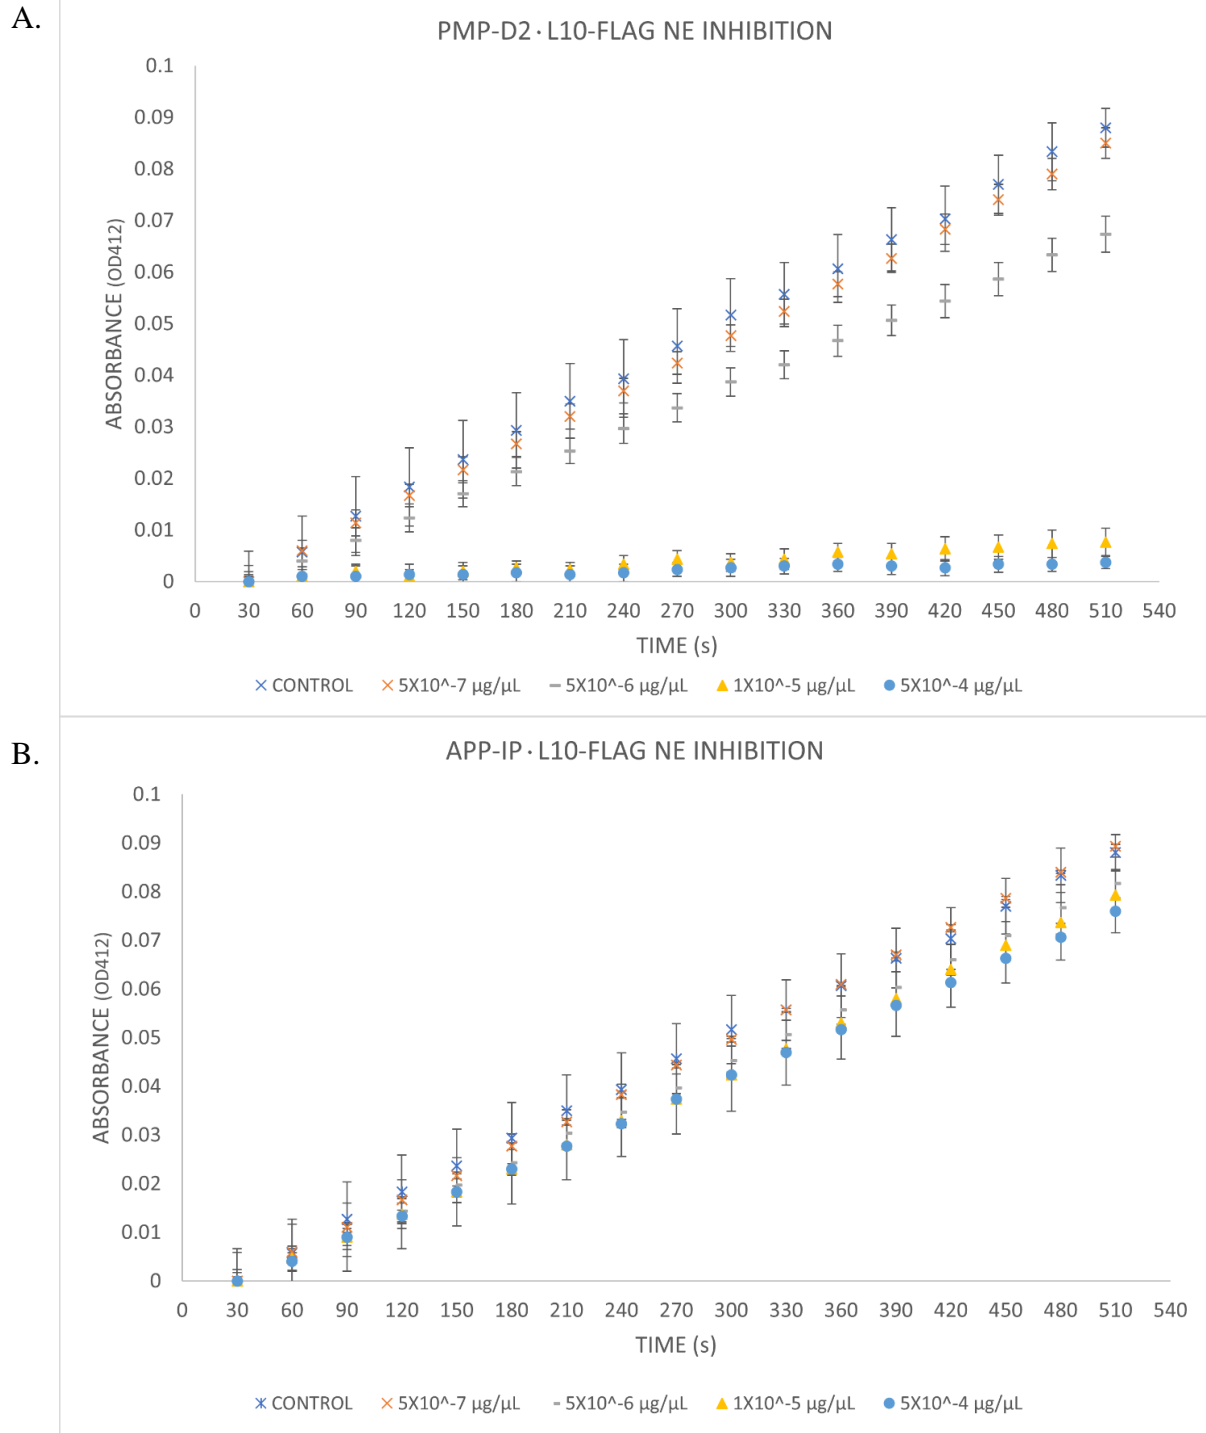 A.
PMP-D2·L10-FLAG NE INHIBITION
0.1
0.09
0.08
0.07
0.06
0.05
0.04
0.03
0.02
0.01
0
ABSORBANCE (OD412)
0 30 60 90 120 150 180 210 240 270 300 330 360 390 420 450 480 510 540
TIME (s)
CONTROL 5X10^-7 µg/µL 5X10^-6 µg/µL 1X10^-5 µg/µL 5X10^-4 µg/µL
B.
APP-IP·L10-FLAG NE INHIBITION
0.1
0.09
0.08
0.07
0.06
0.05
0.04
0.03
0.02
0.01
0
ABSORBANCE (OD412)
0 30 60 90 120 150 180 210 240 270 300 330 360 390 420 450 480 510 540
TIME (s)
CONTROL 5X10^-7 µg/µL 5X10^-6 µg/µL 1X10^-5 µg/µL 5X10^-4 µg/µL